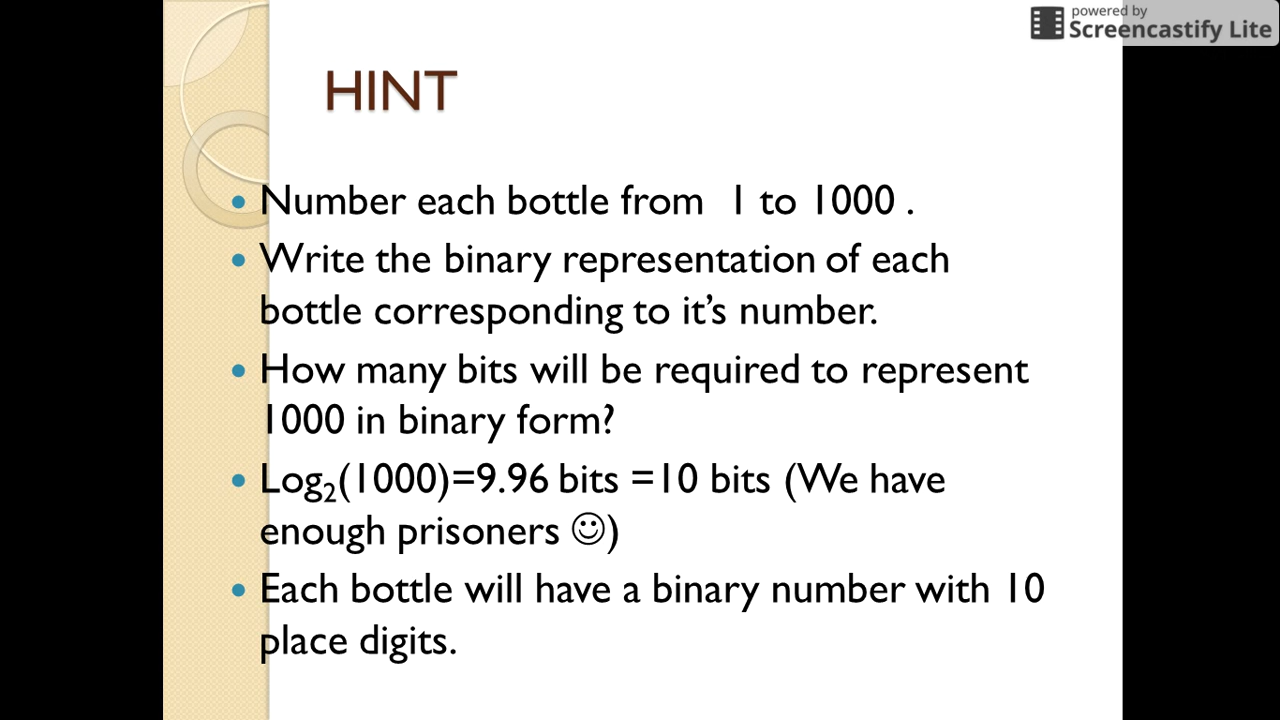 powered by
Screencastify Lite
HINT
• Number each bottle from 1 to 1000 .
• Write the binary representation of each
bottle corresponding to it’s number.
• How many bits will be required to represent
1000 in binary form?
• Log₂(1000)=9.96 bits =10 bits (We have
enough prisoners ☺)
• Each bottle will have a binary number with 10
place digits.